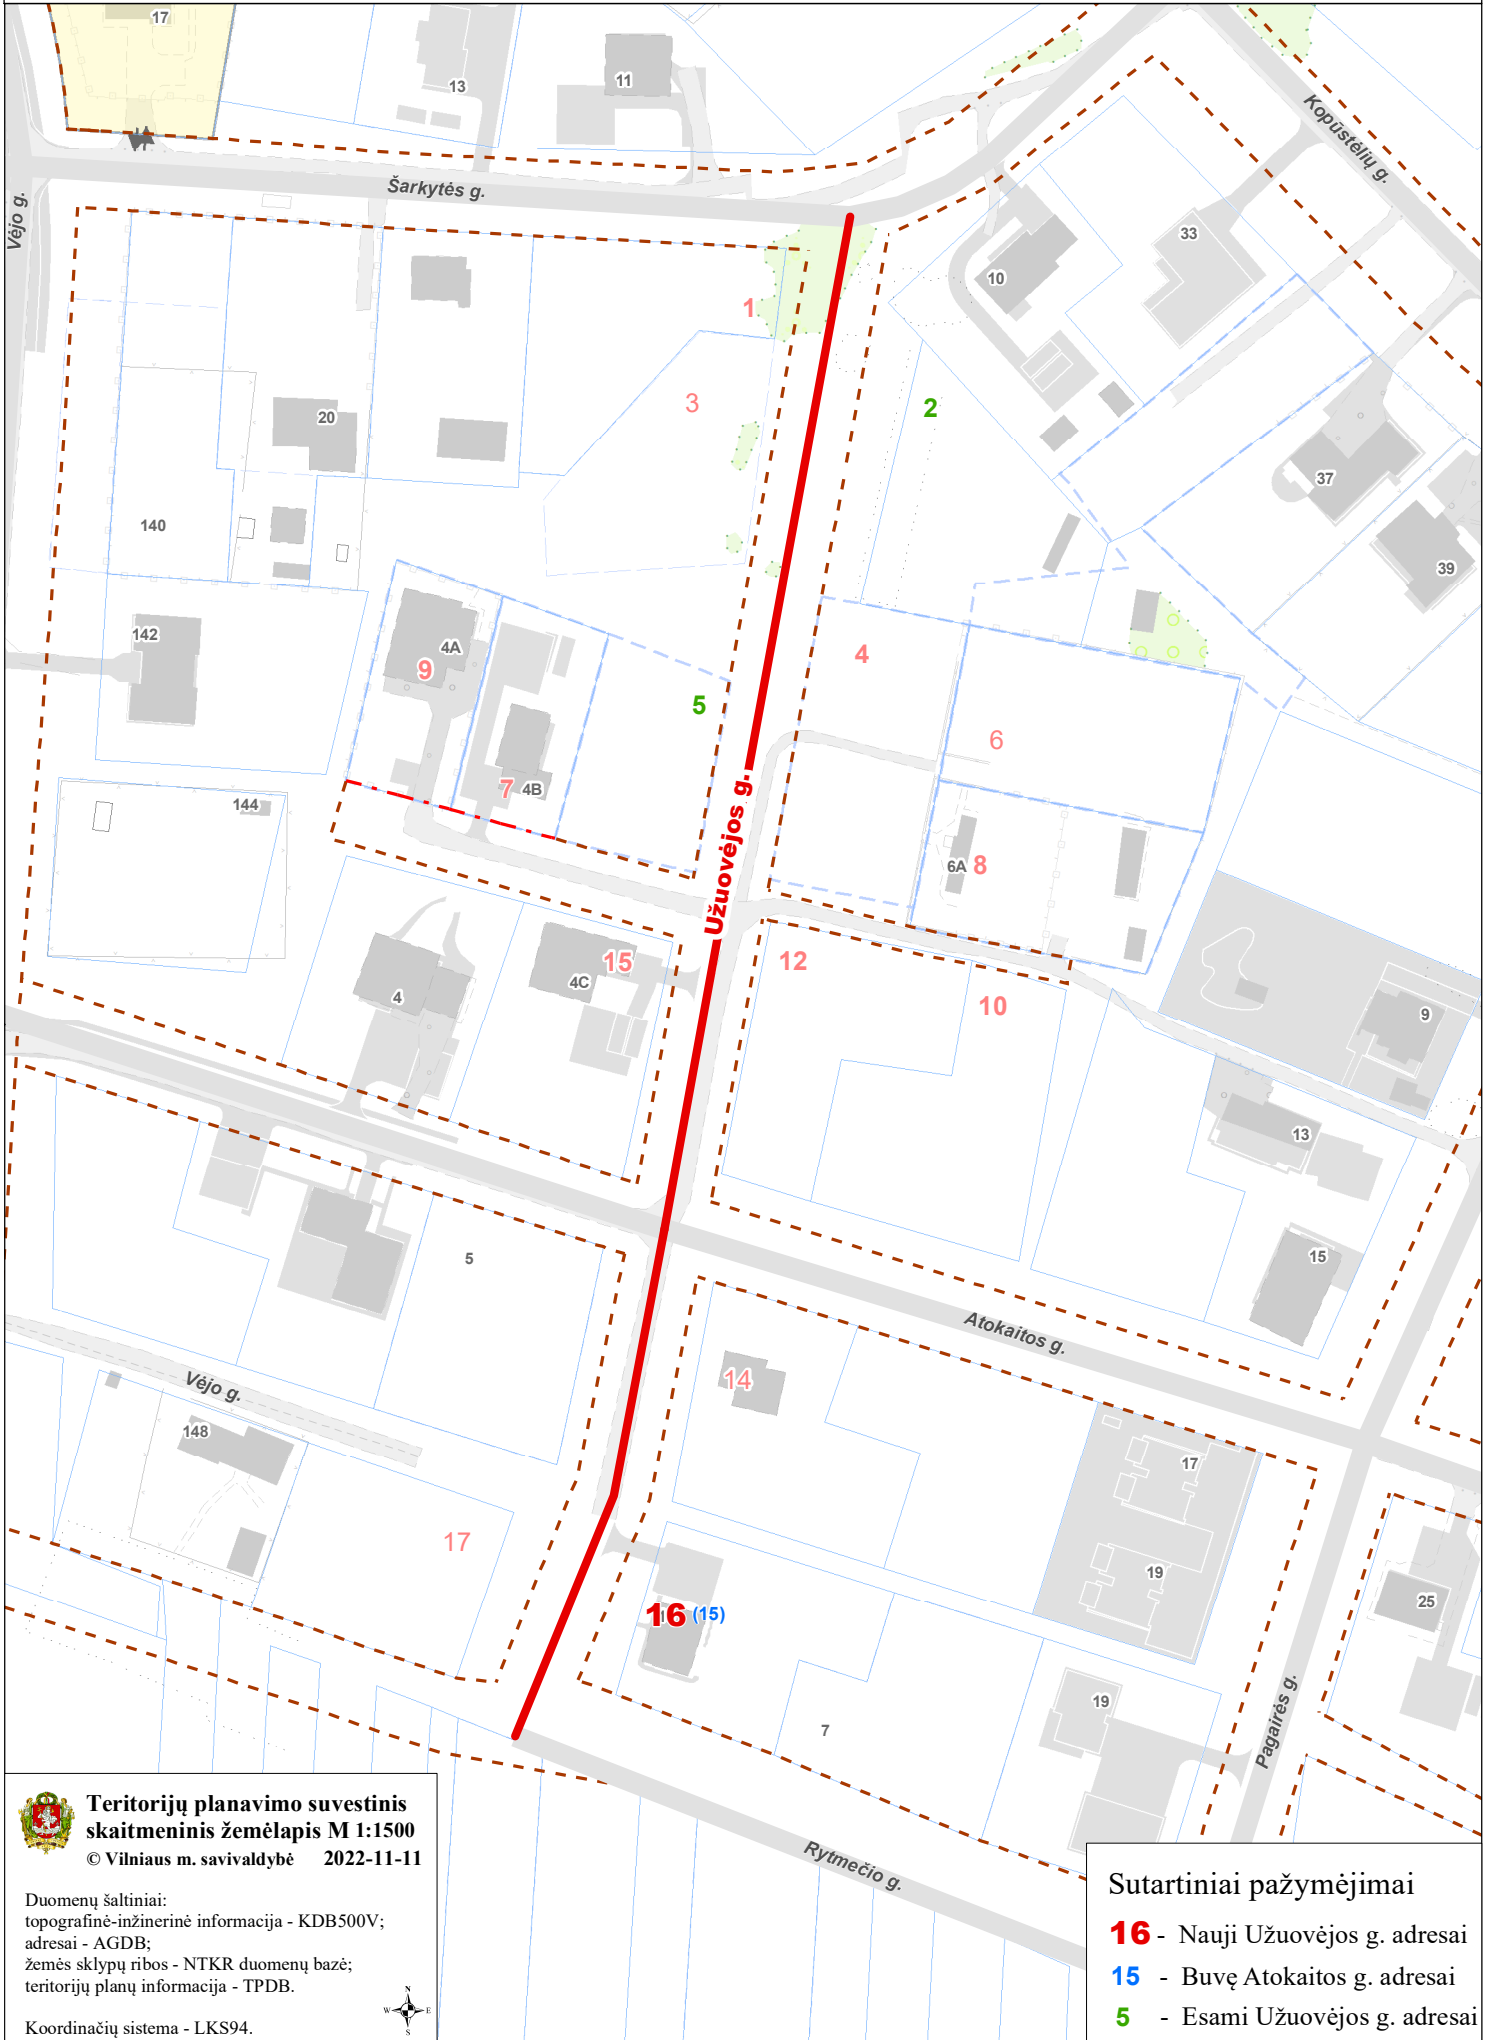 17
13
11
Kopūstėlių g.
Šarkytės g.
Vėjo g.
33
10
1
3
2
20
37
140
39
142
4A
9
4
5
6
7
4B
144
Užuovėjos g.
6A
8
15
12
4C
4
10
9
13
5
15
Atokaitos g.
14
Vėjo g.
148
17
17
19
25
16 (15)
19
7
Pagairės g.
Rytmečio g.
Teritorijų planavimo suvestinis
skaitmeninis žemėlapis M 1:1500
© Vilniaus m. savivaldybė 2022-11-11
Duomenų šaltiniai:
topografinė-inžinerinė informacija - KDB500V;
adresai - AGDB;
žemės sklypų ribos - NTKR duomenų bazė;
teritorijų planų informacija - TPDB.
N
W E
S
Koordinačių sistema - LKS94.
Sutartiniai pažymėjimai
16 - Nauji Užuovėjos g. adresai
15 - Buvę Atokaitos g. adresai
5 - Esami Užuovėjos g. adresai